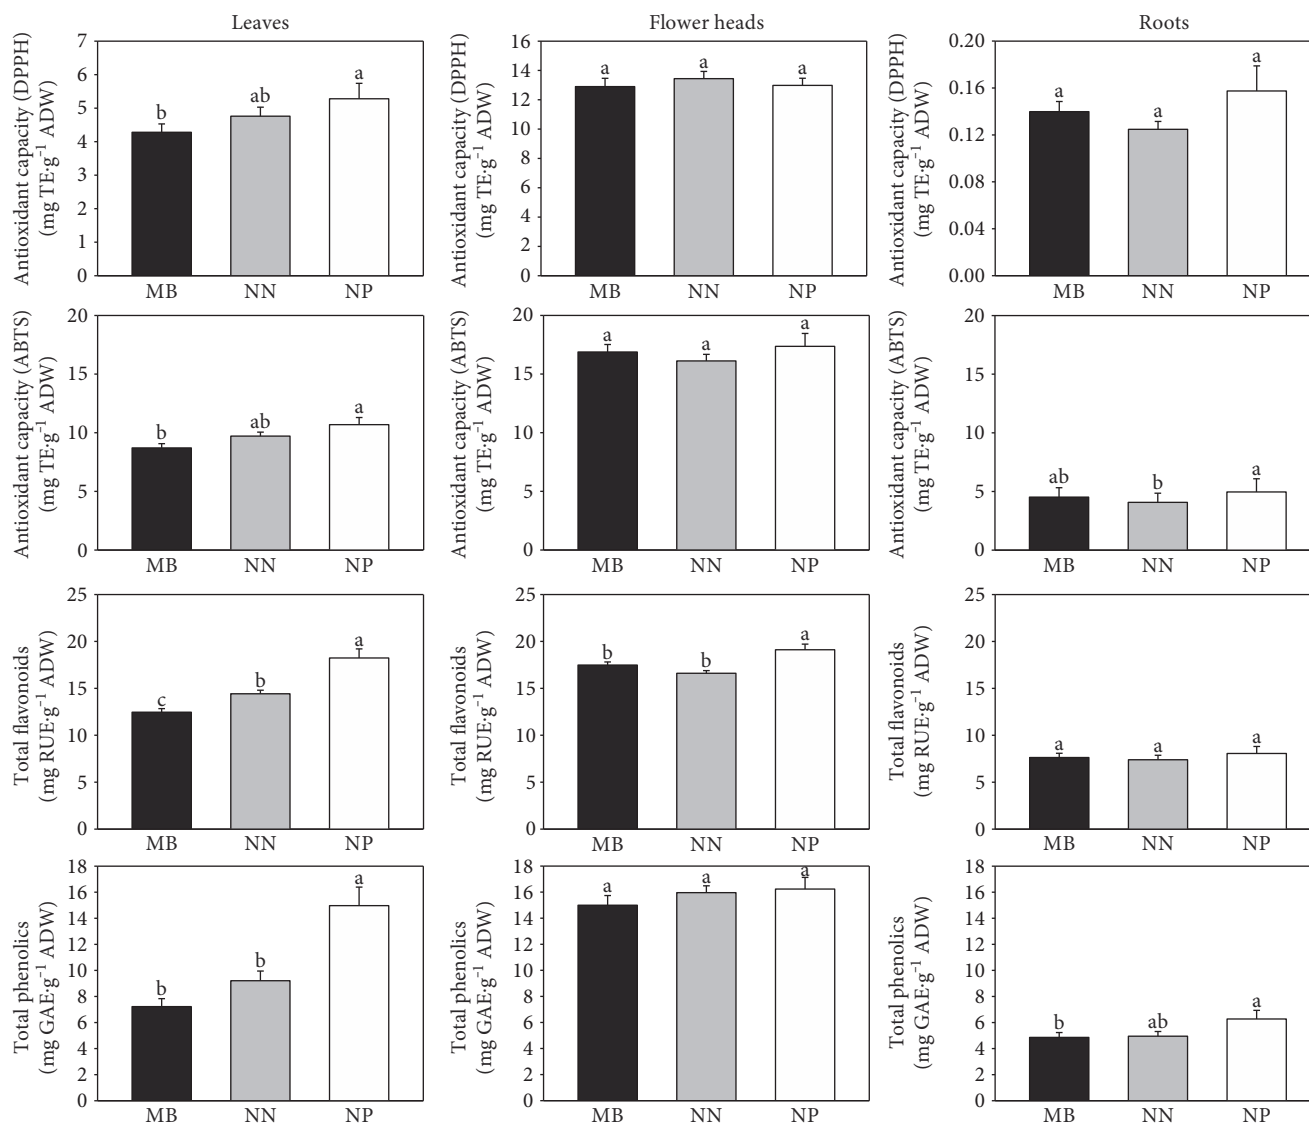 Leaves
Flower heads
Roots
Antioxidant capacity (DPPH)
(mg TE·g⁻¹ ADW)
7
6
5
4
3
2
1
0
b
ab
a
MB
NN
NP
Antioxidant capacity (DPPH)
(mg TE·g⁻¹ ADW)
16
14
12
10
8
6
4
2
0
a
a
a
MB
NN
NP
Antioxidant capacity (DPPH)
(mg TE·g⁻¹ ADW)
0.20
0.16
0.12
0.08
0.04
0.00
a
a
a
MB
NN
NP
Antioxidant capacity (ABTS)
(mg TE·g⁻¹ ADW)
20
15
10
5
0
b
ab
a
MB
NN
NP
Antioxidant capacity (ABTS)
(mg TE·g⁻¹ ADW)
20
15
10
5
0
a
a
a
MB
NN
NP
Antioxidant capacity (ABTS)
(mg TE·g⁻¹ ADW)
20
15
10
5
0
ab
b
a
MB
NN
NP
Total flavonoids
(mg RUE·g⁻¹ ADW)
25
20
15
10
5
0
c
b
a
MB
NN
NP
Total flavonoids
(mg RUE·g⁻¹ ADW)
25
20
15
10
5
0
b
b
a
MB
NN
NP
Total flavonoids
(mg RUE·g⁻¹ ADW)
25
20
15
10
5
0
a
a
a
MB
NN
NP
Total phenolics
(mg GAE·g⁻¹ ADW)
18
16
14
12
10
8
6
4
2
0
b
b
a
MB
NN
NP
Total phenolics
(mg GAE·g⁻¹ ADW)
18
16
14
12
10
8
6
4
2
0
a
a
a
MB
NN
NP
Total phenolics
(mg GAE·g⁻¹ ADW)
18
16
14
12
10
8
6
4
2
0
b
ab
a
MB
NN
NP